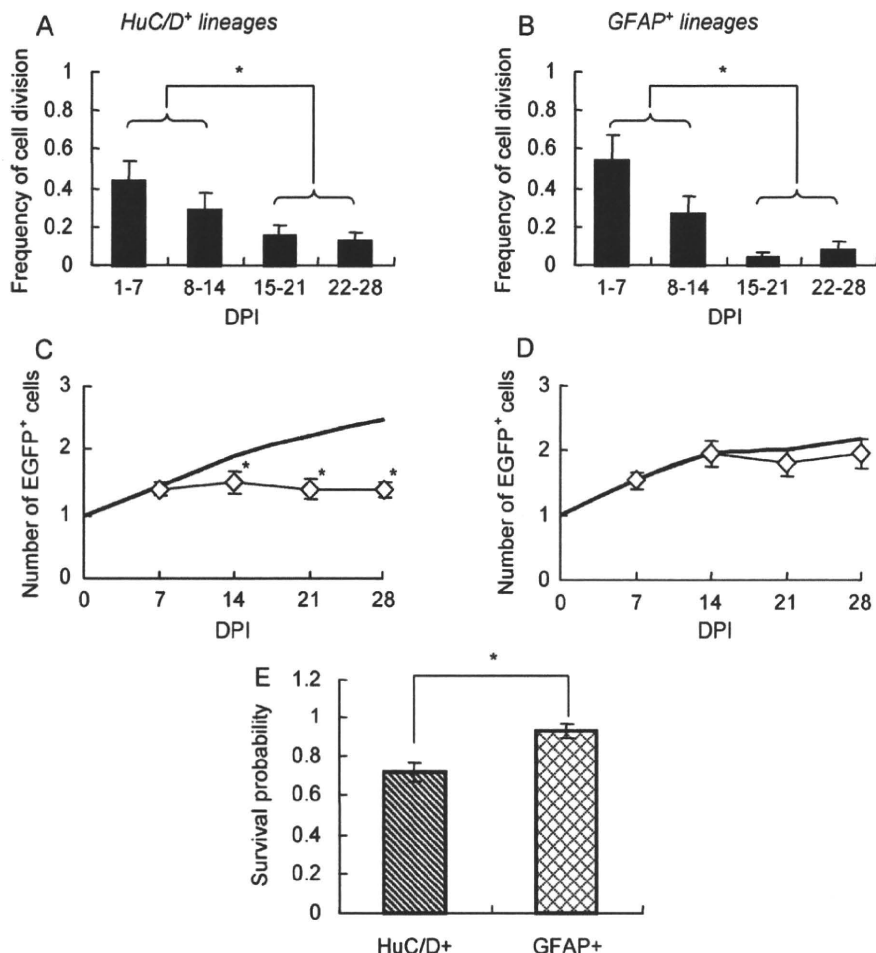 A
HuC/D+ lineages
Frequency of cell division
1
0.8
0.6
0.4
0.2
0
*
1-7 8-14 15-21 22-28
DPI
B
GFAP+ lineages
Frequency of cell division
1
0.8
0.6
0.4
0.2
0
*
1-7 8-14 15-21 22-28
DPI
C
Number of EGFP+ cells
3
2
1
0
* * *
0 7 14 21 28
DPI
D
Number of EGFP+ cells
3
2
1
0
0 7 14 21 28
DPI
E
Survival probability
1.2
1
0.8
0.6
0.4
0.2
0
*
HuC/D+ GFAP+